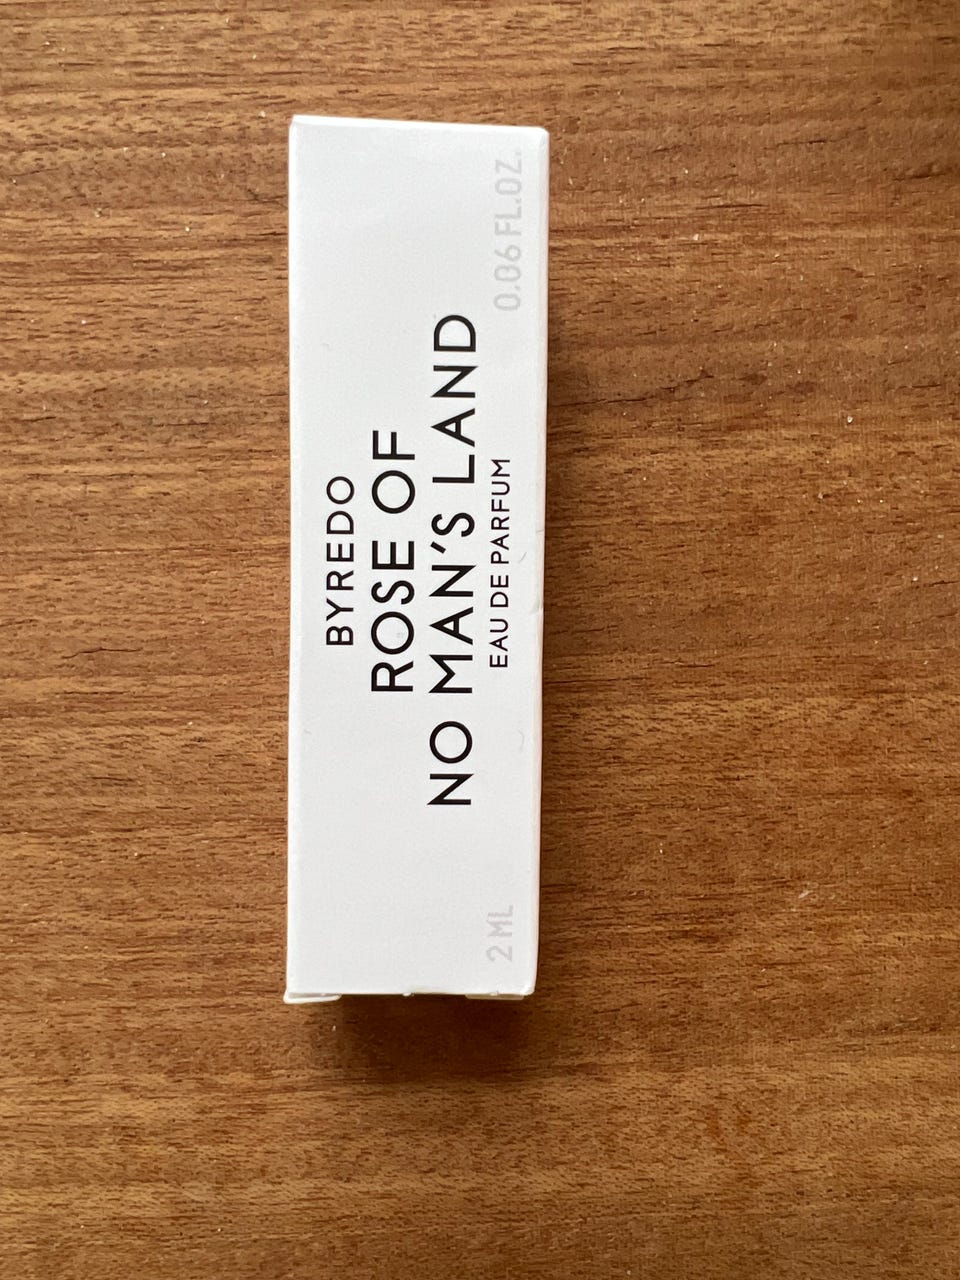 BYREDO
ROSE OF
NO MAN'S LAND
EAU DE PARFUM
2 ML
0.06 FL.OZ.